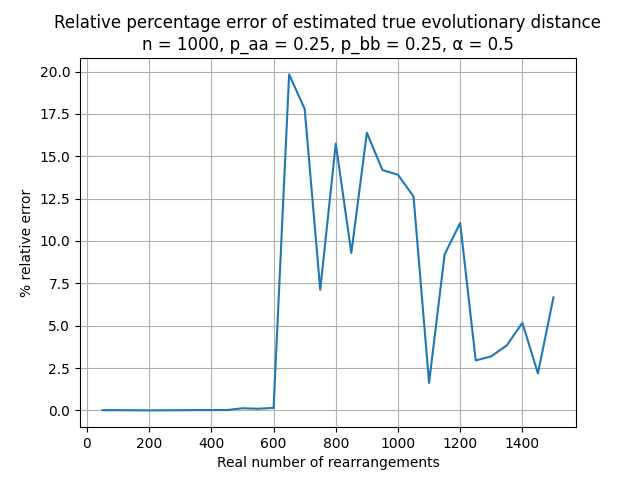 Relative percentage error of estimated true evolutionary distance
n = 1000, p_aa = 0.25, p_bb = 0.25, α = 0.5
20.0
17.5
15.0
12.5
10.0
7.5
5.0
2.5
0.0
% relative error
0 200 400 600 800 1000 1200 1400
Real number of rearrangements